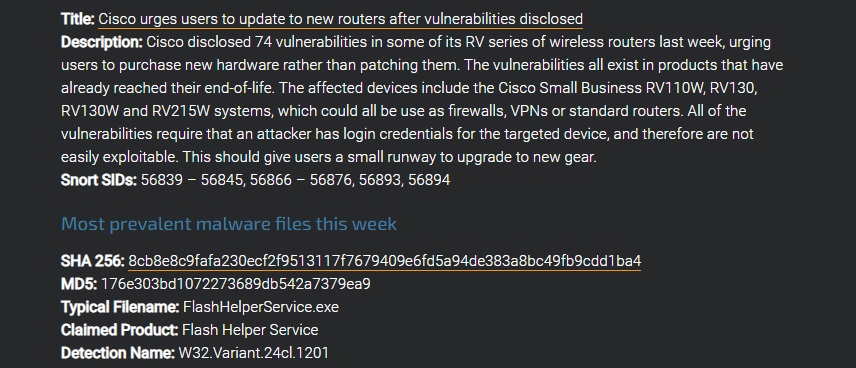 Title: Cisco urges users to update to new routers after vulnerabilities disclosed
Description: Cisco disclosed 74 vulnerabilities in some of its RV series of wireless routers last week, urging
users to purchase new hardware rather than patching them. The vulnerabilities all exist in products that have
already reached their end-of-life. The affected devices include the Cisco Small Business RV110W, RV130,
RV130W and RV215W systems, which could all be use as firewalls, VPNs or standard routers. All of the
vulnerabilities require that an attacker has login credentials for the targeted device, and therefore are not
easily exploitable. This should give users a small runway to upgrade to new gear.
Snort SIDs: 56839 – 56845, 56866 – 56876, 56893, 56894
Most prevalent malware files this week
SHA 256: 8cb8e8c9fafa230ecf2f9513117f7679409e6fd5a94de383a8bc49fb9cdd1ba4
MD5: 176e303bd1072273689db542a7379ea9
Typical Filename: FlashHelperService.exe
Claimed Product: Flash Helper Service
Detection Name: W32.Variant.24cl.1201